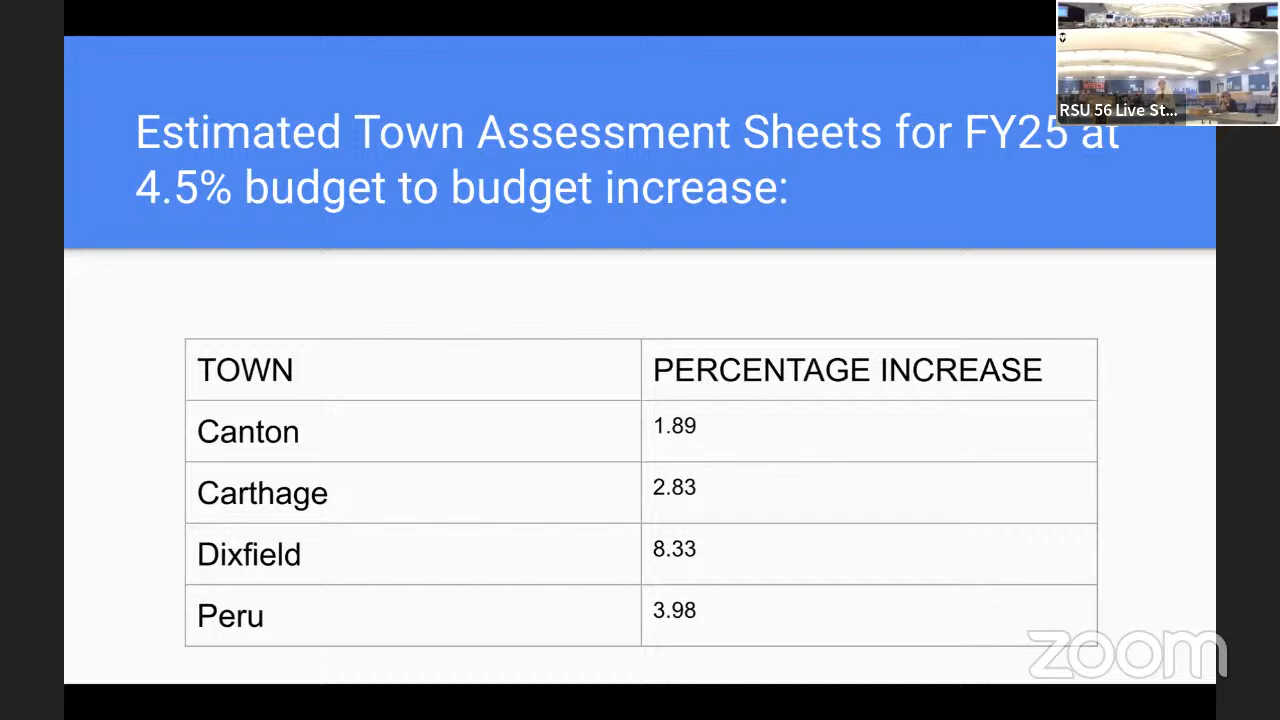 RSU 56 Live St...
Estimated Town Assessment Sheets for FY25 at
4.5% budget to budget increase:
TOWN PERCENTAGE INCREASE
Canton 1.89
Carthage 2.83
Dixfield 8.33
Peru 3.98
zoom